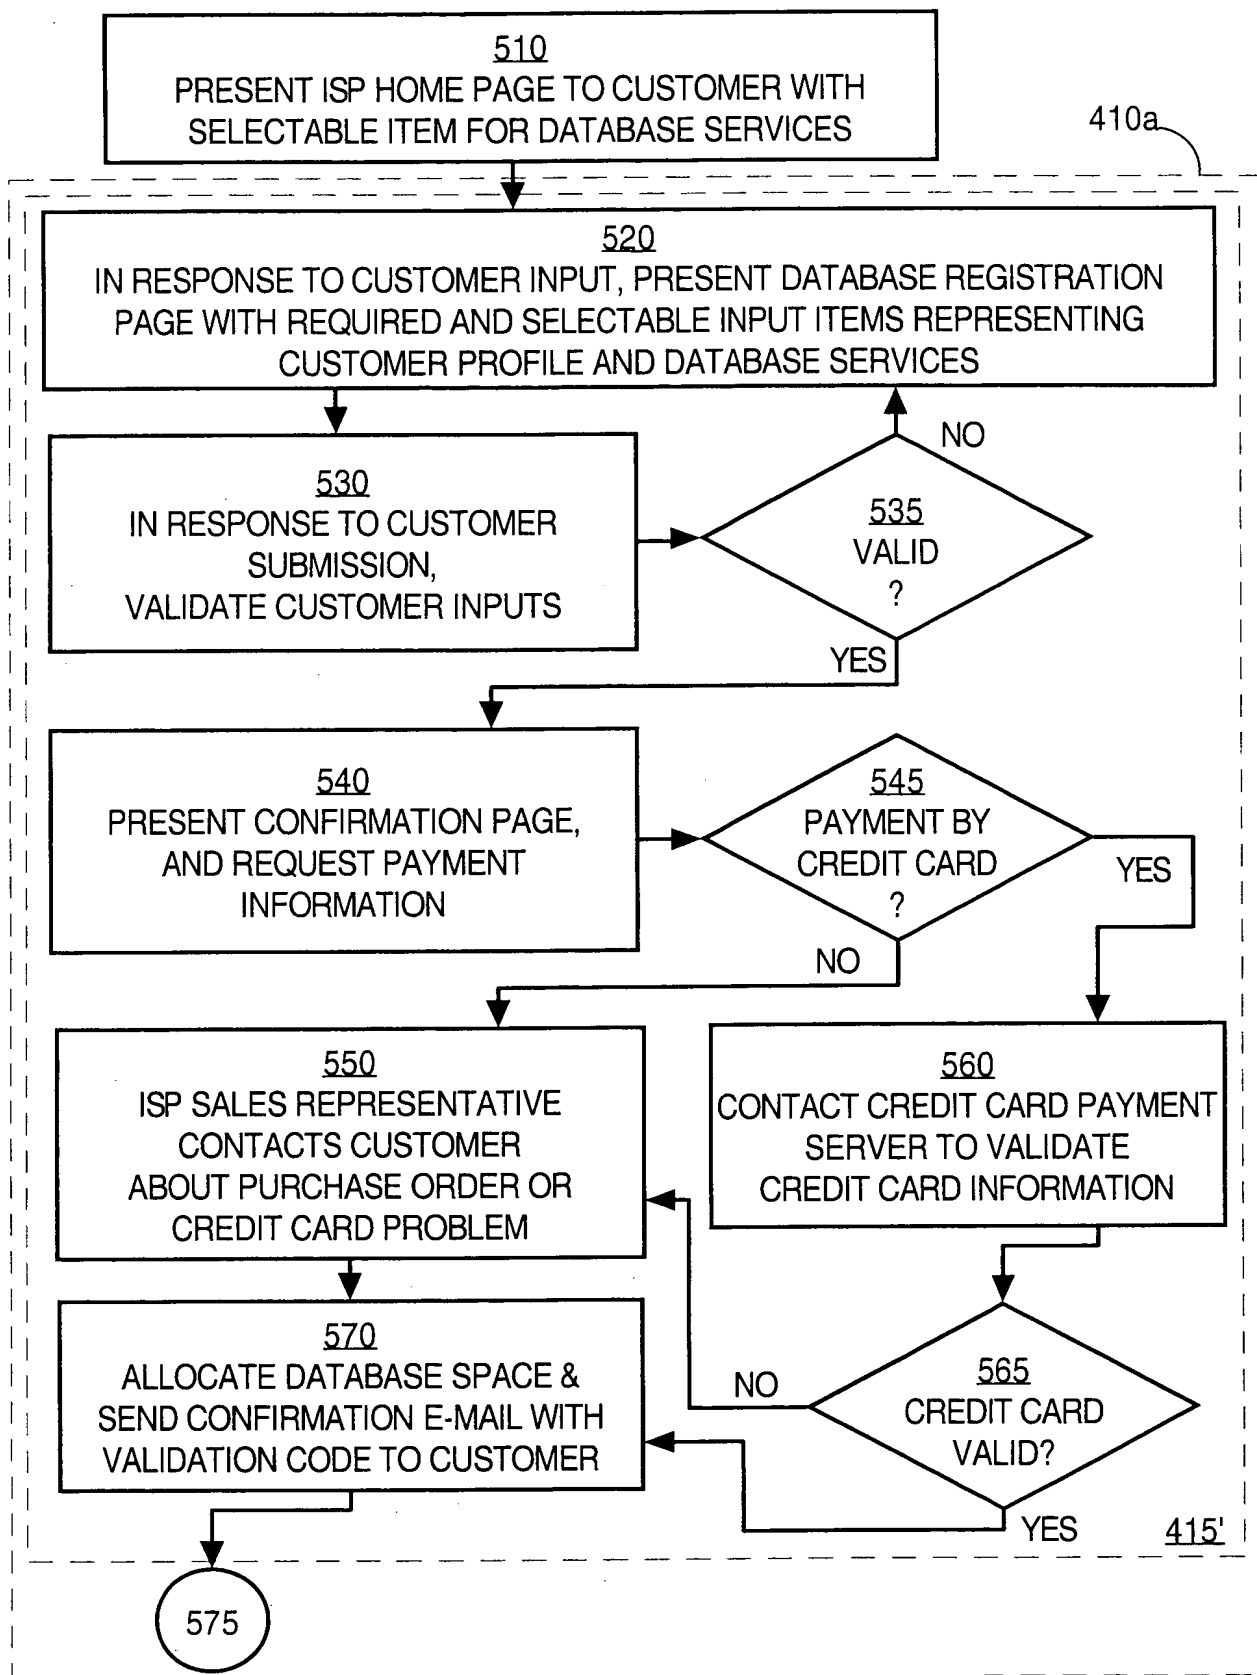 510
PRESENT ISP HOME PAGE TO CUSTOMER WITH
SELECTABLE ITEM FOR DATABASE SERVICES
410a
520
IN RESPONSE TO CUSTOMER INPUT, PRESENT DATABASE REGISTRATION
PAGE WITH REQUIRED AND SELECTABLE INPUT ITEMS REPRESENTING
CUSTOMER PROFILE AND DATABASE SERVICES
NO
530
IN RESPONSE TO CUSTOMER
SUBMISSION,
VALIDATE CUSTOMER INPUTS
535
VALID
?
YES
540
PRESENT CONFIRMATION PAGE,
AND REQUEST PAYMENT
INFORMATION
545
PAYMENT BY
CREDIT CARD
?
YES
NO
550
ISP SALES REPRESENTATIVE
CONTACTS CUSTOMER
ABOUT PURCHASE ORDER OR
CREDIT CARD PROBLEM
560
CONTACT CREDIT CARD PAYMENT
SERVER TO VALIDATE
CREDIT CARD INFORMATION
570
ALLOCATE DATABASE SPACE &
SEND CONFIRMATION E-MAIL WITH
VALIDATION CODE TO CUSTOMER
NO
565
CREDIT CARD
VALID?
YES
415'
575